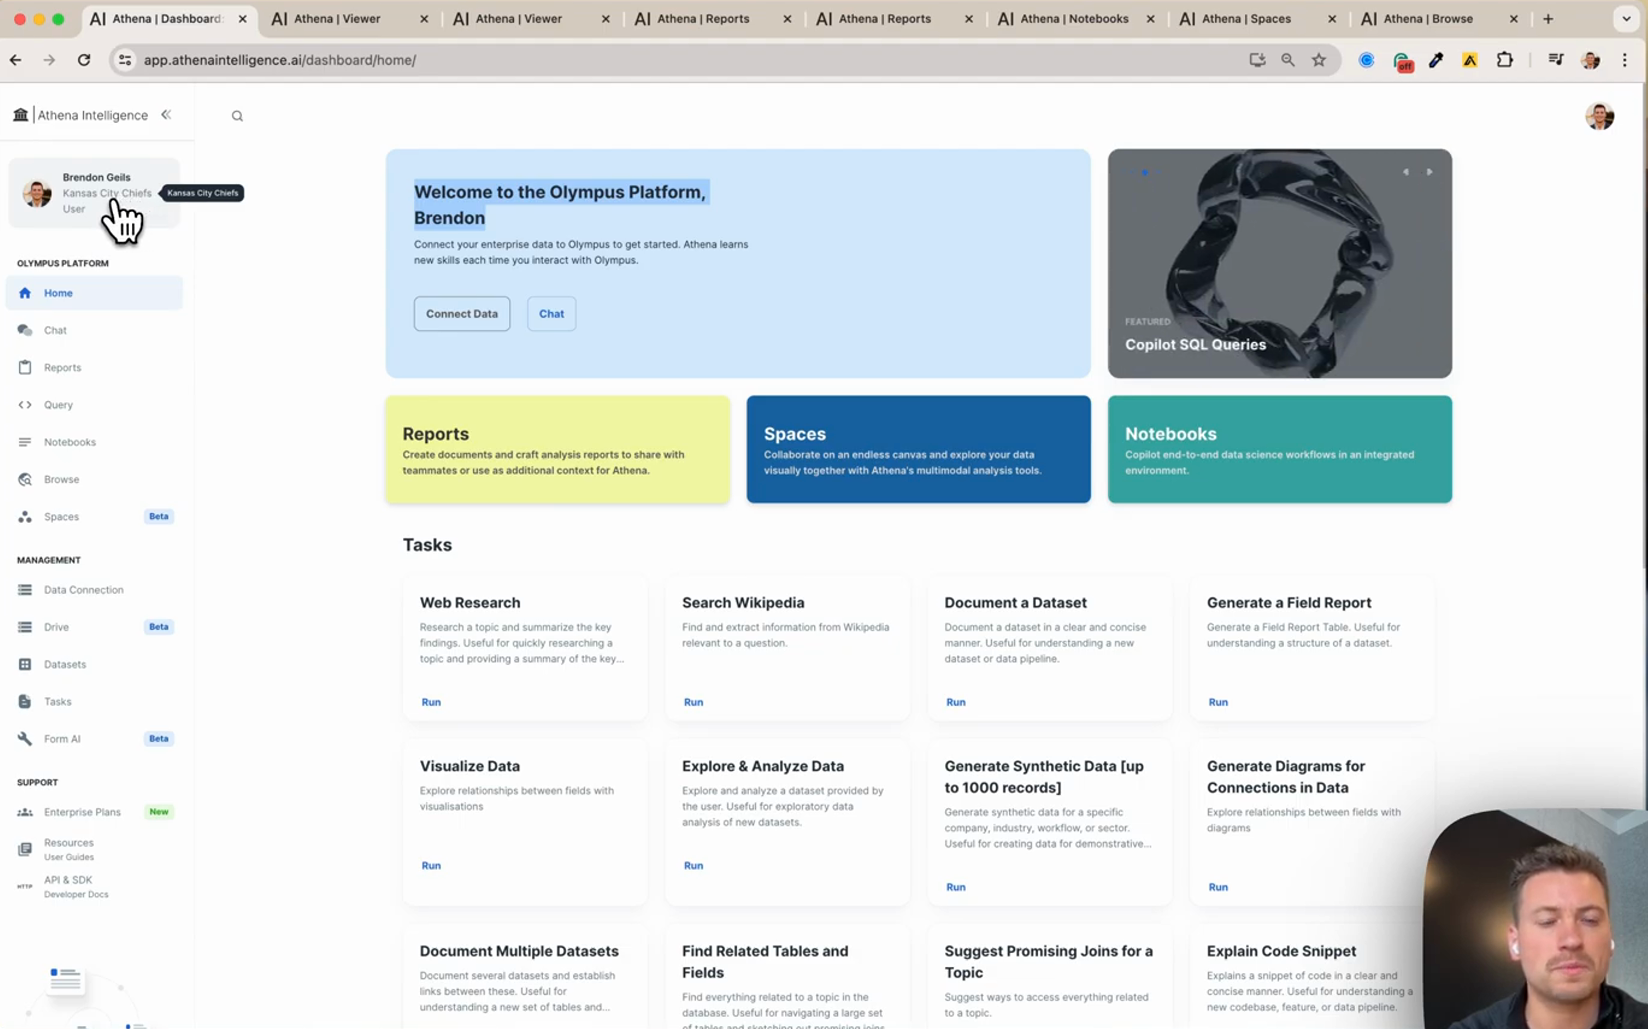 Athena | Dashboard:
Athena | Viewer
Athena | Viewer
Athena | Reports
Athena | Reports
Athena | Notebooks
Athena | Spaces
Athena | Browse
app.athenaintelligence.ai/dashboard/home/
off
Athena Intelligence
Brendon Geils
Kansas City Chiefs
Kansas City Chiefs
User
OLYMPUS PLATFORM
Home
Chat
Reports
Query
Notebooks
Browse
Spaces Beta
MANAGEMENT
Data Connection
Drive Beta
Datasets
Tasks
Form AI Beta
SUPPORT
Enterprise Plans New
Resources
User Guides
HTTP
API & SDK
Developer Docs
Welcome to the Olympus Platform,
Brendon
Connect your enterprise data to Olympus to get started. Athena learns
new skills each time you interact with Olympus.
Connect Data
Chat
FEATURED
Copilot SQL Queries
Reports
Create documents and craft analysis reports to share with
teammates or use as additional context for Athena.
Spaces
Collaborate on an endless canvas and explore your data
visually together with Athena's multimodal analysis tools.
Notebooks
Copilot end-to-end data science workflows in an integrated
environment.
Tasks
Web Research
Research a topic and summarize the key
findings. Useful for quickly researching a
topic and providing a summary of the key...
Run
Search Wikipedia
Find and extract information from Wikipedia
relevant to a question.
Run
Document a Dataset
Document a dataset in a clear and concise
manner. Useful for understanding a new
dataset or data pipeline.
Run
Generate a Field Report
Generate a Field Report Table. Useful for
understanding a structure of a dataset.
Run
Visualize Data
Explore relationships between fields with
visualisations
Run
Explore & Analyze Data
Explore and analyze a dataset provided by
the user. Useful for exploratory data
analysis of new datasets.
Run
Generate Synthetic Data [up
to 1000 records]
Generate synthetic data for a specific
company, industry, workflow, or sector.
Useful for creating data for demonstrative...
Run
Generate Diagrams for
Connections in Data
Explore relationships between fields with
diagrams
Run
Document Multiple Datasets
Document several datasets and establish
links between these. Useful for
understanding a new set of tables and...
Find Related Tables and
Fields
Find everything related to a topic in the
database. Useful for navigating a large set
of tables and sketching out promising joins
Suggest Promising Joins for a
Topic
Suggest ways to access everything related
to a topic.
Explain Code Snippet
Explains a snippet of code in a clear and
concise manner. Useful for understanding a
new codebase, feature, or data pipeline.